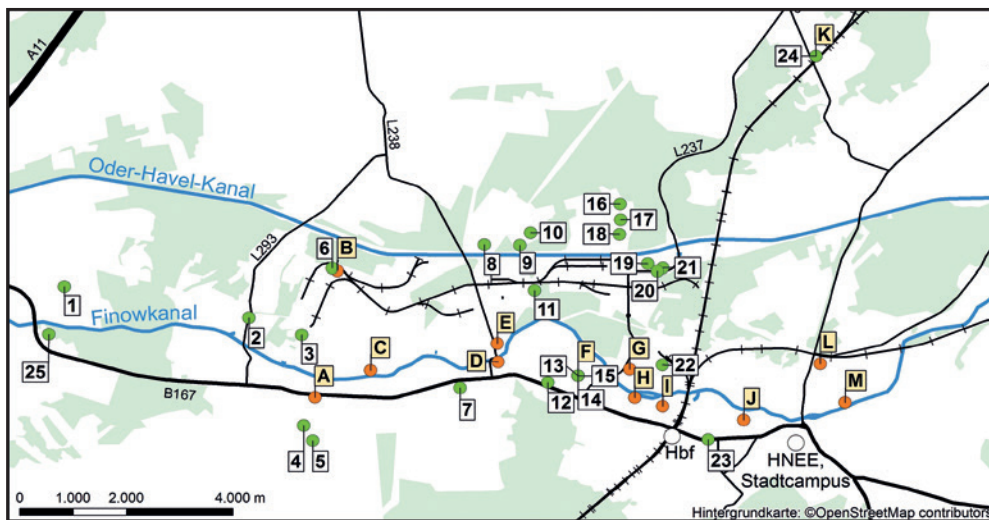 A11
K
24
L238
L237
Oder-Havel-Kanal
16
17
10
18
L293
6
B
8
9
19
21
20
1
11
Finowkanal
2
3
E
25
C
D
F
G
L
13
15
22
A
H
I
M
B167
7
12
14
J
4
5
Hbf
23
HNEE,
Stadtcampus
0 1.000 2.000 4.000 m
Hintergrundkarte: ©OpenStreetMap contributors